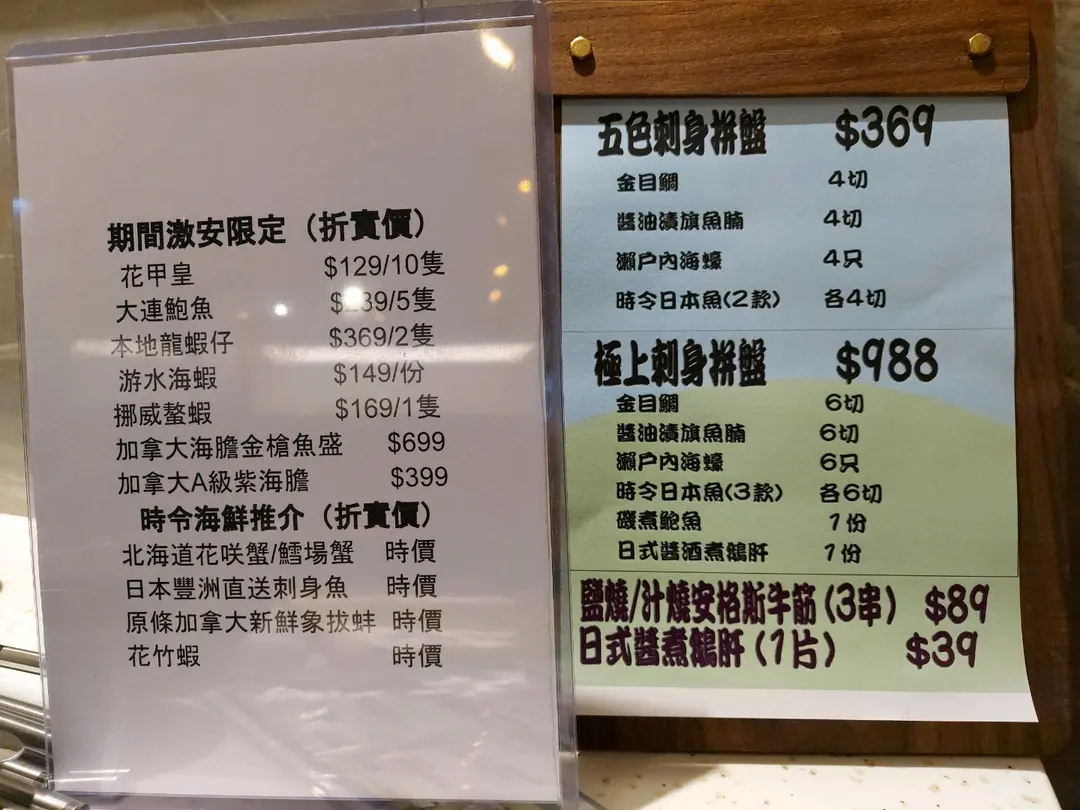 期間激安限定（折實價）
花甲皇 $129/10隻
大連鮑魚 /5隻
本地龍蝦仔 $369/2隻
游水海蝦 $149/份
挪威螯蝦 $169/1隻
加拿大海膽金槍魚盛 $699
加拿大A級紫海膽 $399
時令海鮮推介（折實價）
北海道花咲蟹/鱈場蟹 時價
日本豐洲直送刺身魚 時價
原條加拿大新鮮象拔蚌 時價
花竹蝦 時價
五色刺身拼盤 $369
金目鯛 4切
醬油漬旗魚腩 4切
瀨戶內海蠔 4只
時令日本魚(2款) 各4切
極上刺身拼盤 $988
金目鯛 6切
醬油漬旗魚腩 6切
瀨戶內海蠔 6只
時令日本魚(3款) 各6切
磯煮鮑魚 1份
日式醬酒煮鵝肝 1份
鹽燒/汁燒安格斯牛筋(3串) $89
日式醬煮鵝肝(1片) $39